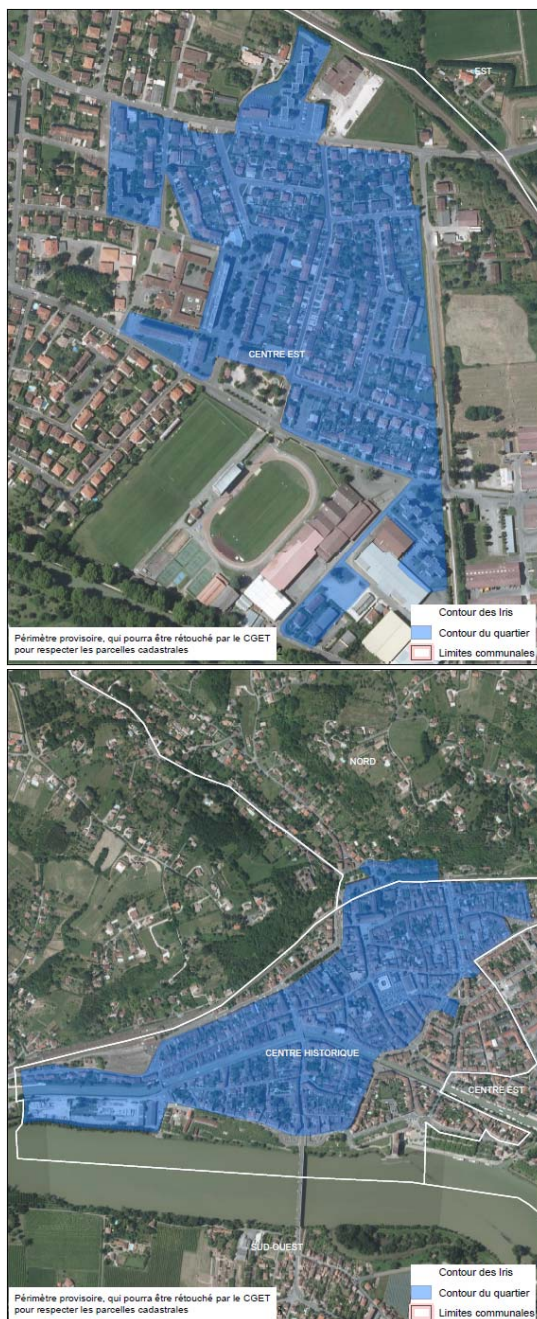 EST
CENTRE EST
Contour des Iris
Contour du quartier
Limites communales
Périmètre provisoire, qui pourra être rétouché par le CGET
pour respecter les parcelles cadastrales
NORD
CENTRE HISTORIQUE
CENTRE EST
SUD-OUEST
Contour des Iris
Contour du quartier
Limites communales
Périmètre provisoire, qui pourra être rétouché par le CGET
pour respecter les parcelles cadastrales